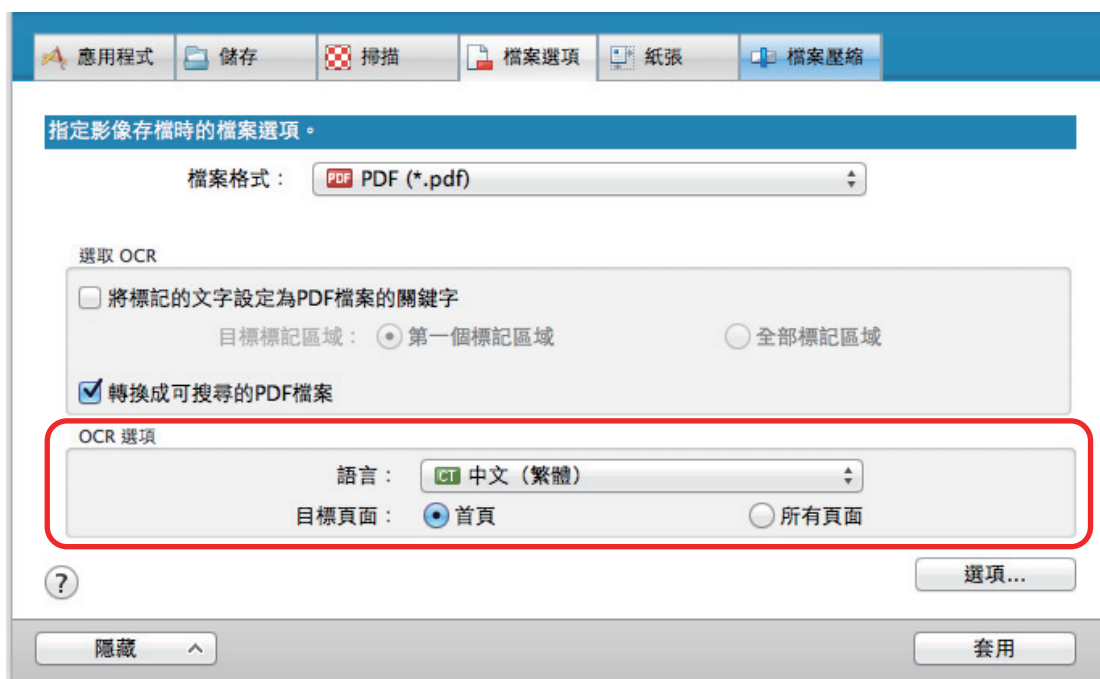 應用程式 儲存 掃描 檔案選項 紙張 檔案壓縮
指定影像存檔時的檔案選項。
檔案格式： PDF PDF (*.pdf)
選取 OCR
將標記的文字設定為PDF檔案的關鍵字
目標標記區域： 第一個標記區域 全部標記區域
轉換成可搜尋的PDF檔案
OCR 選項
語言： CT 中文（繁體）
目標頁面： 首頁 所有頁面
? 選項...
隱藏 套用